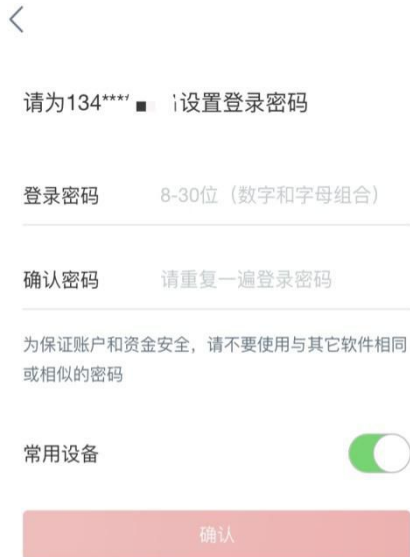 请为134***设置登录密码
登录密码 8-30位（数字和字母组合）
确认密码 请重复一遍登录密码
为保证账户和资金安全，请不要使用与其它软件相同
或相似的密码
常用设备
确认